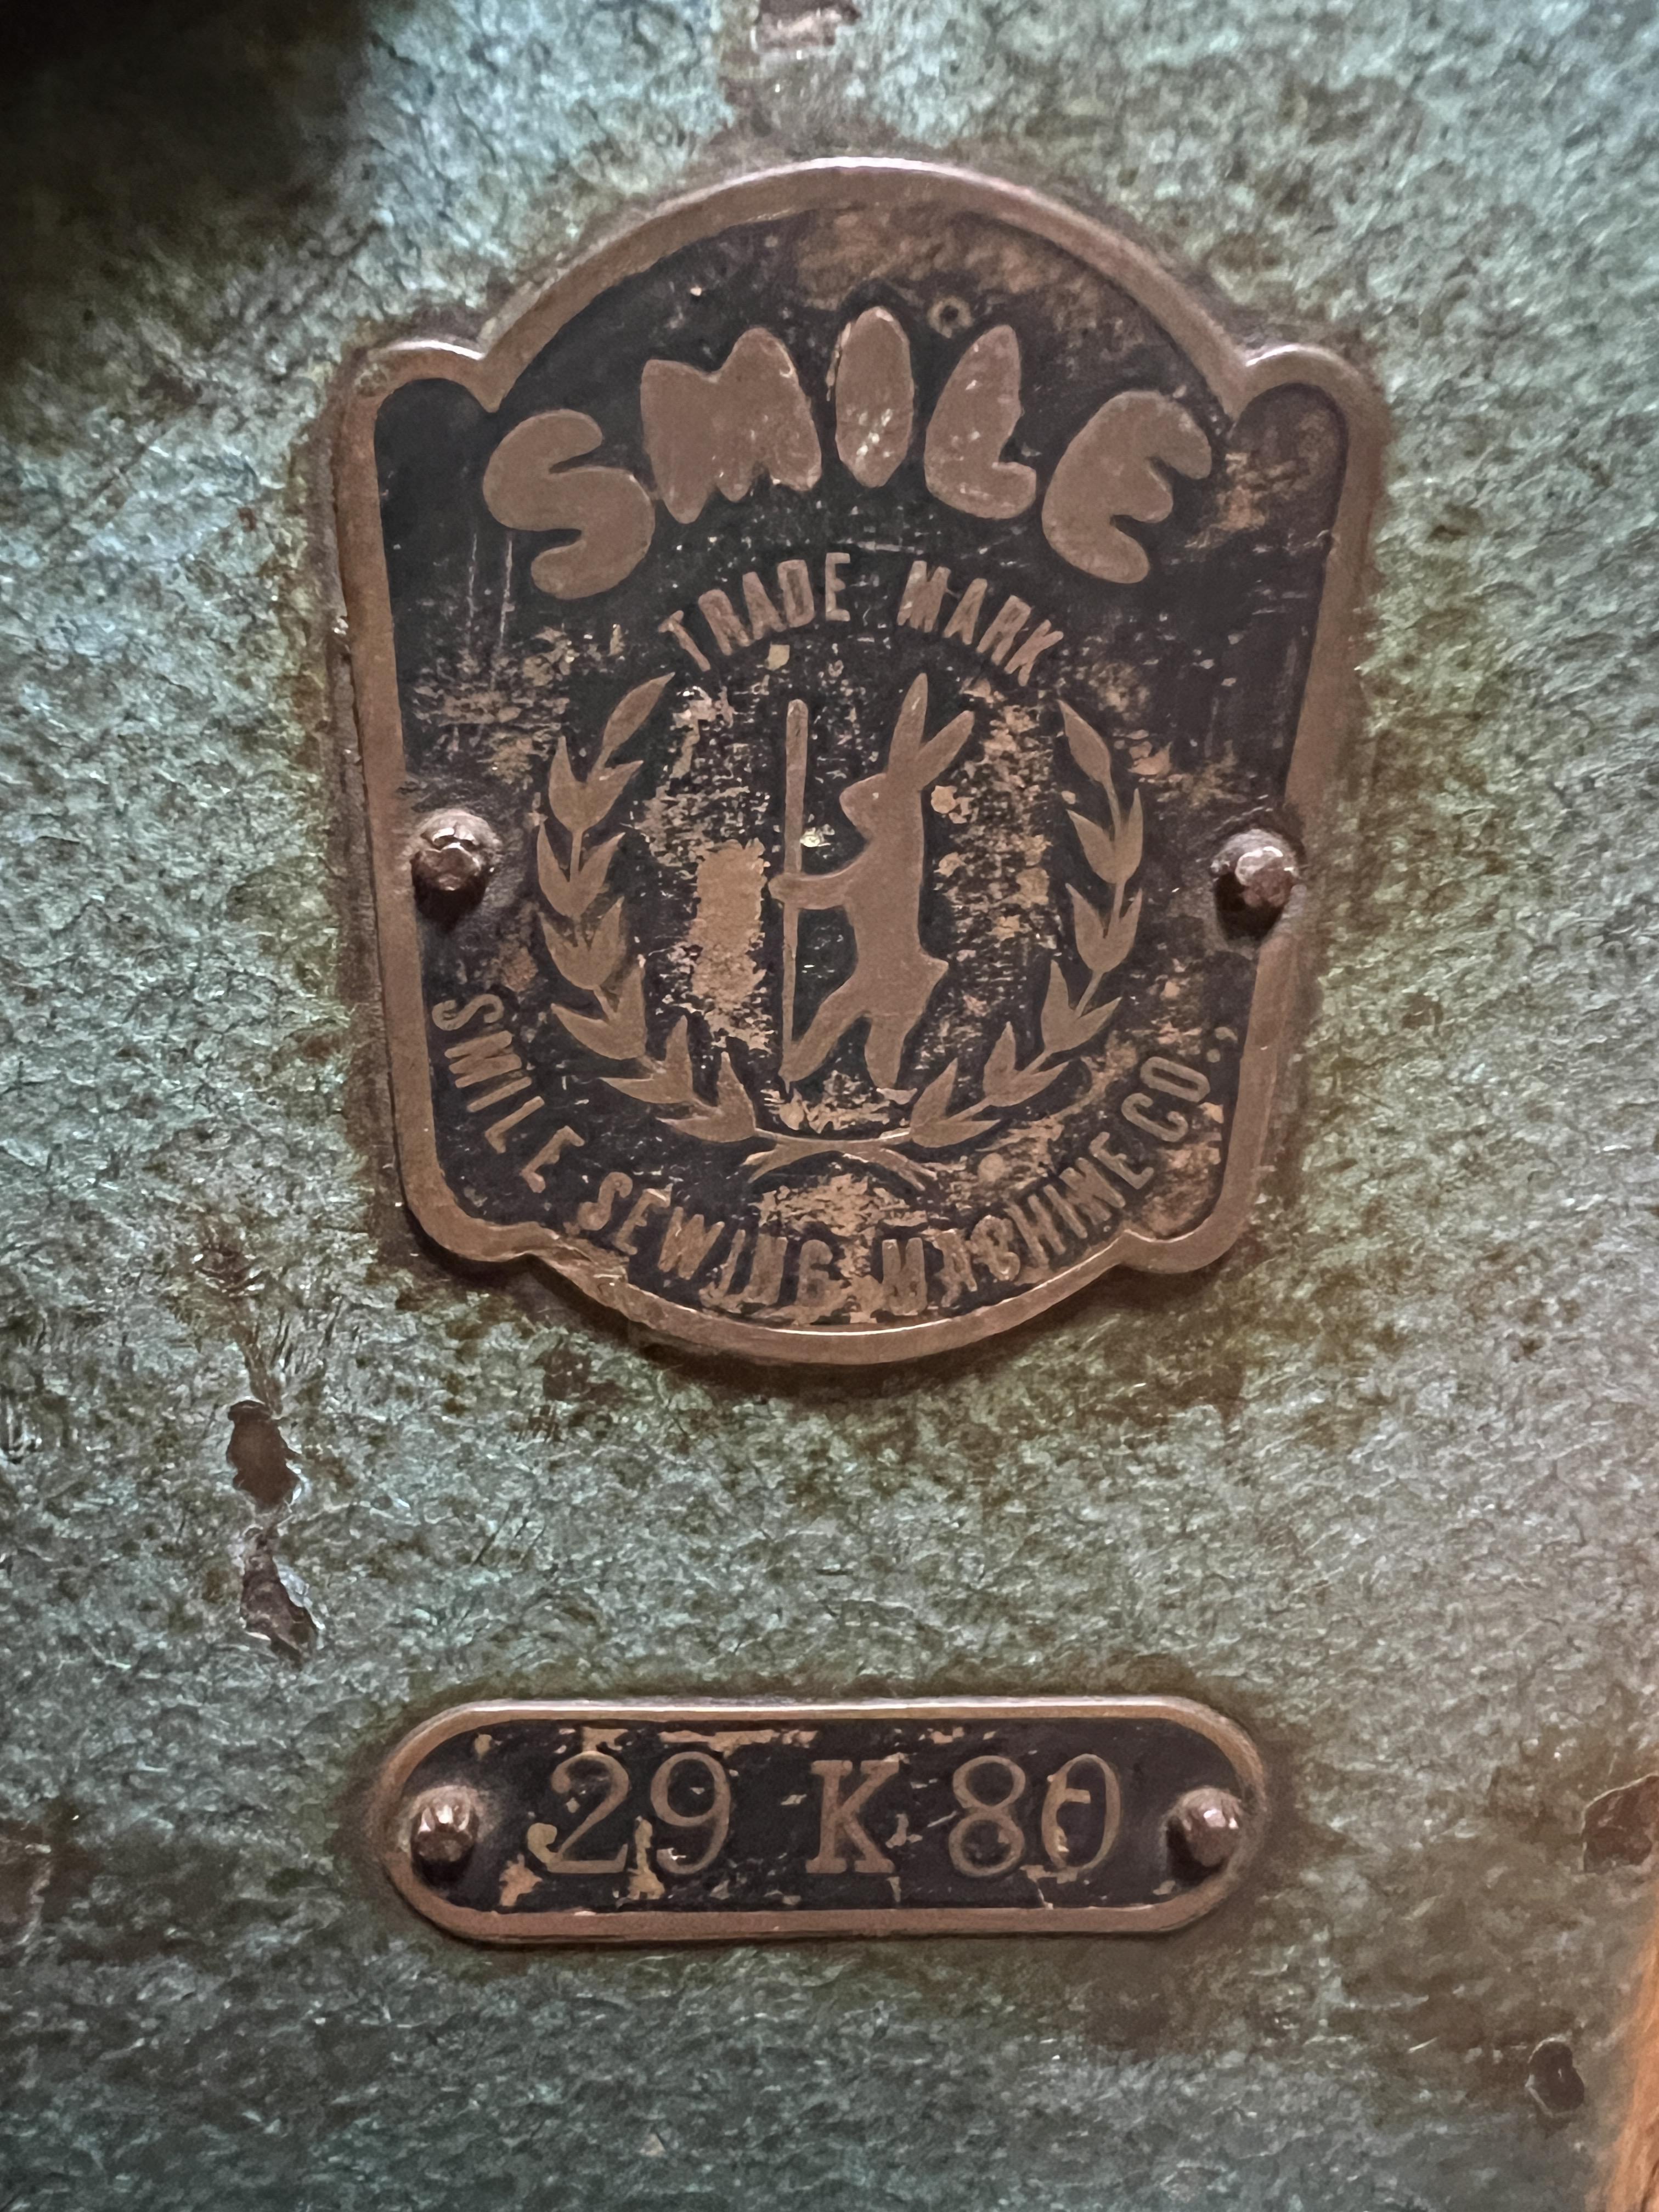 SMILE
TRADE MARK
SMILE SEWING MACHINE CO.,
29 K 80